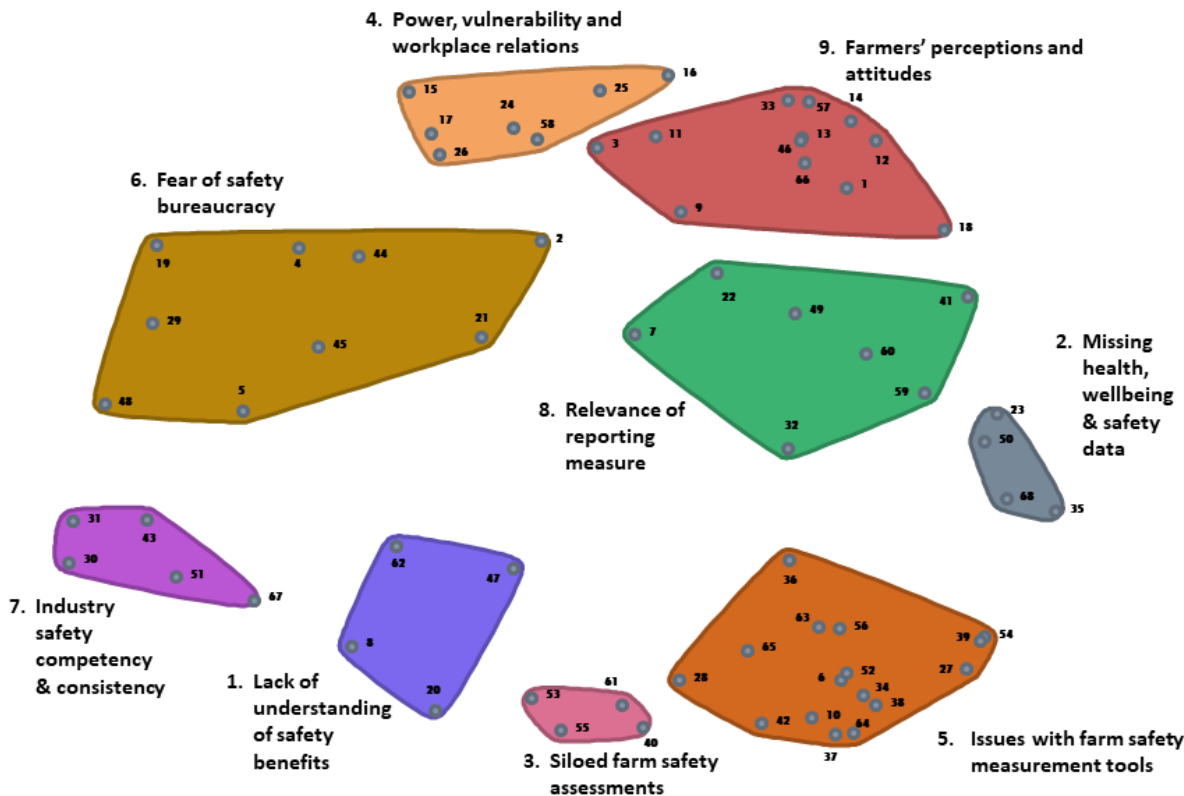 4. Power, vulnerability and
workplace relations
9. Farmers' perceptions and
attitudes
16
15
25
24
17
58
26
14
33
57
13
3
11
46
12
66
1
9
18
6. Fear of safety
bureaucracy
2
19
4
44
29
21
45
5
48
22
41
49
7
60
59
32
8. Relevance of
reporting
measure
2. Missing
health,
wellbeing
& safety
data
23
50
68
35
31
43
30
51
67
7. Industry
safety
competency
& consistency
62
47
8
20
1. Lack of
understanding
of safety
benefits
53
61
55
40
3. Siloed farm safety
assessments
36
63
56
39
54
65
52
27
28
6
34
38
10
42
64
37
5. Issues with farm safety
measurement tools